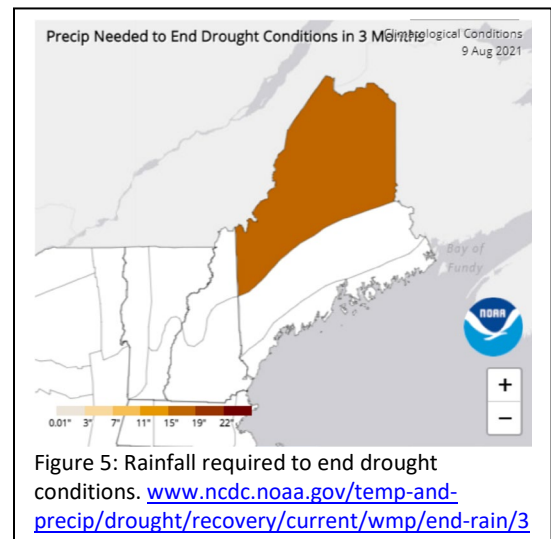 Precip Needed to End Drought Conditions in 3 Months
Climatological Conditions
9 Aug 2021
Bay of
Fundy
NOAA
+
−
0.01" 3" 7" 11" 15" 19" 22"
Figure 5: Rainfall required to end drought
conditions. www.ncdc.noaa.gov/temp-and-
precip/drought/recovery/current/wmp/end-rain/3